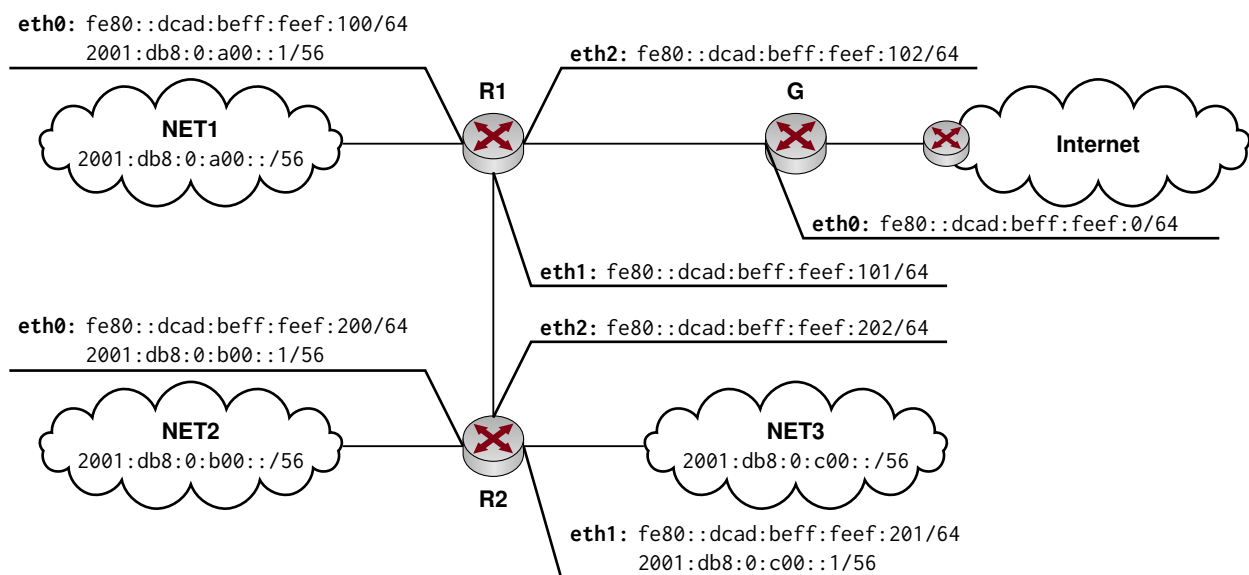 eth0: fe80::dcad:beff:feef:100/64
2001:db8:0:a00::1/56
eth2: fe80::dcad:beff:feef:102/64
R1
G
NET1
2001:db8:0:a00::/56
Internet
eth0: fe80::dcad:beff:feef:0/64
eth1: fe80::dcad:beff:feef:101/64
eth0: fe80::dcad:beff:feef:200/64
2001:db8:0:b00::1/56
eth2: fe80::dcad:beff:feef:202/64
NET2
2001:db8:0:b00::/56
NET3
2001:db8:0:c00::/56
R2
eth1: fe80::dcad:beff:feef:201/64
2001:db8:0:c00::1/56